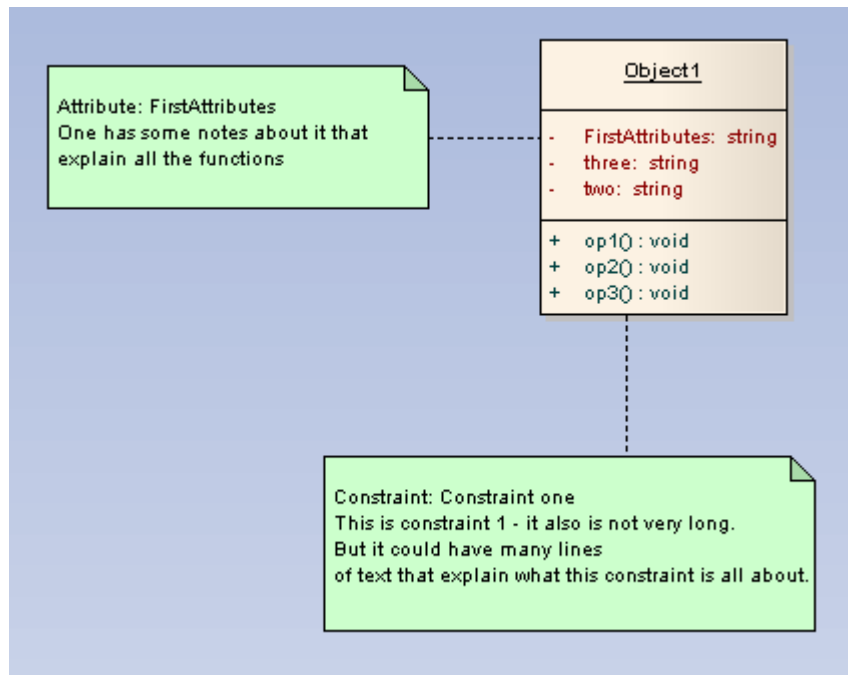 Object1
Attribute: FirstAttributes
One has some notes about it that
explain all the functions
- FirstAttributes: string
- three: string
- two: string
+ op1() : void
+ op2() : void
+ op3() : void
Constraint: Constraint one
This is constraint 1 - it also is not very long.
But it could have many lines
of text that explain what this constraint is all about.